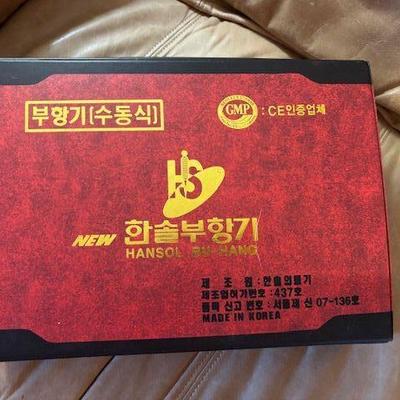 부항기(수동식)
GMP : CE인증업체
HS
NEW 한솔부항기
HANSOL BU-HANG
제 조 원 : 한솔의료기
제조업허가번호 : 437호
품목 신고 번호 : 서울제 신 07-136호
MADE IN KOREA